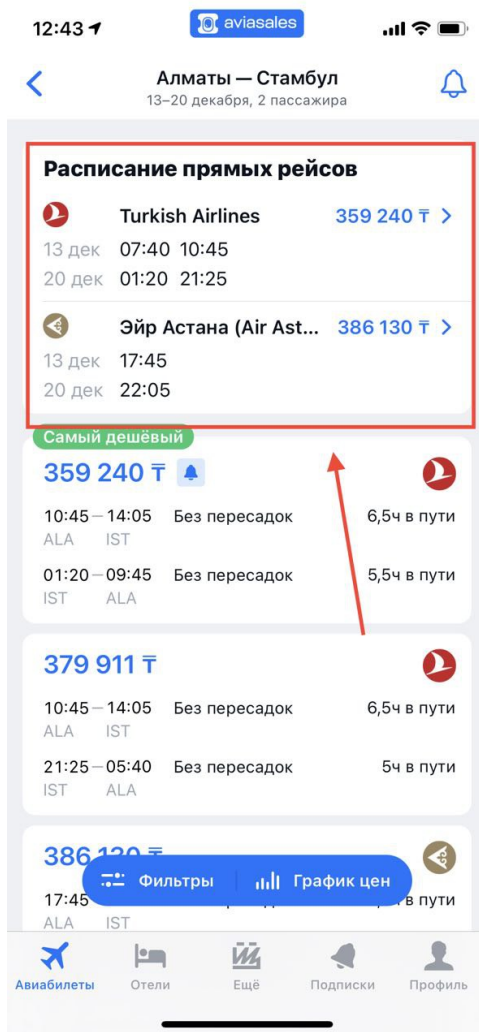 12:43
aviasales
Алматы — Стамбул
13–20 декабря, 2 пассажира
Расписание прямых рейсов
Turkish Airlines 359 240 ₸
13 дек 07:40 10:45
20 дек 01:20 21:25
Эйр Астана (Air Ast... 386 130 ₸
13 дек 17:45
20 дек 22:05
Самый дешёвый
359 240 ₸
10:45 – 14:05 Без пересадок 6,5ч в пути
ALA IST
01:20 – 09:45 Без пересадок 5,5ч в пути
IST ALA
379 911 ₸
10:45 – 14:05 Без пересадок 6,5ч в пути
ALA IST
21:25 – 05:40 Без пересадок 5ч в пути
IST ALA
386 130 ₸
Фильтры График цен
17:45 в пути
ALA IST
Авиабилеты Отели Ещё Подписки Профиль